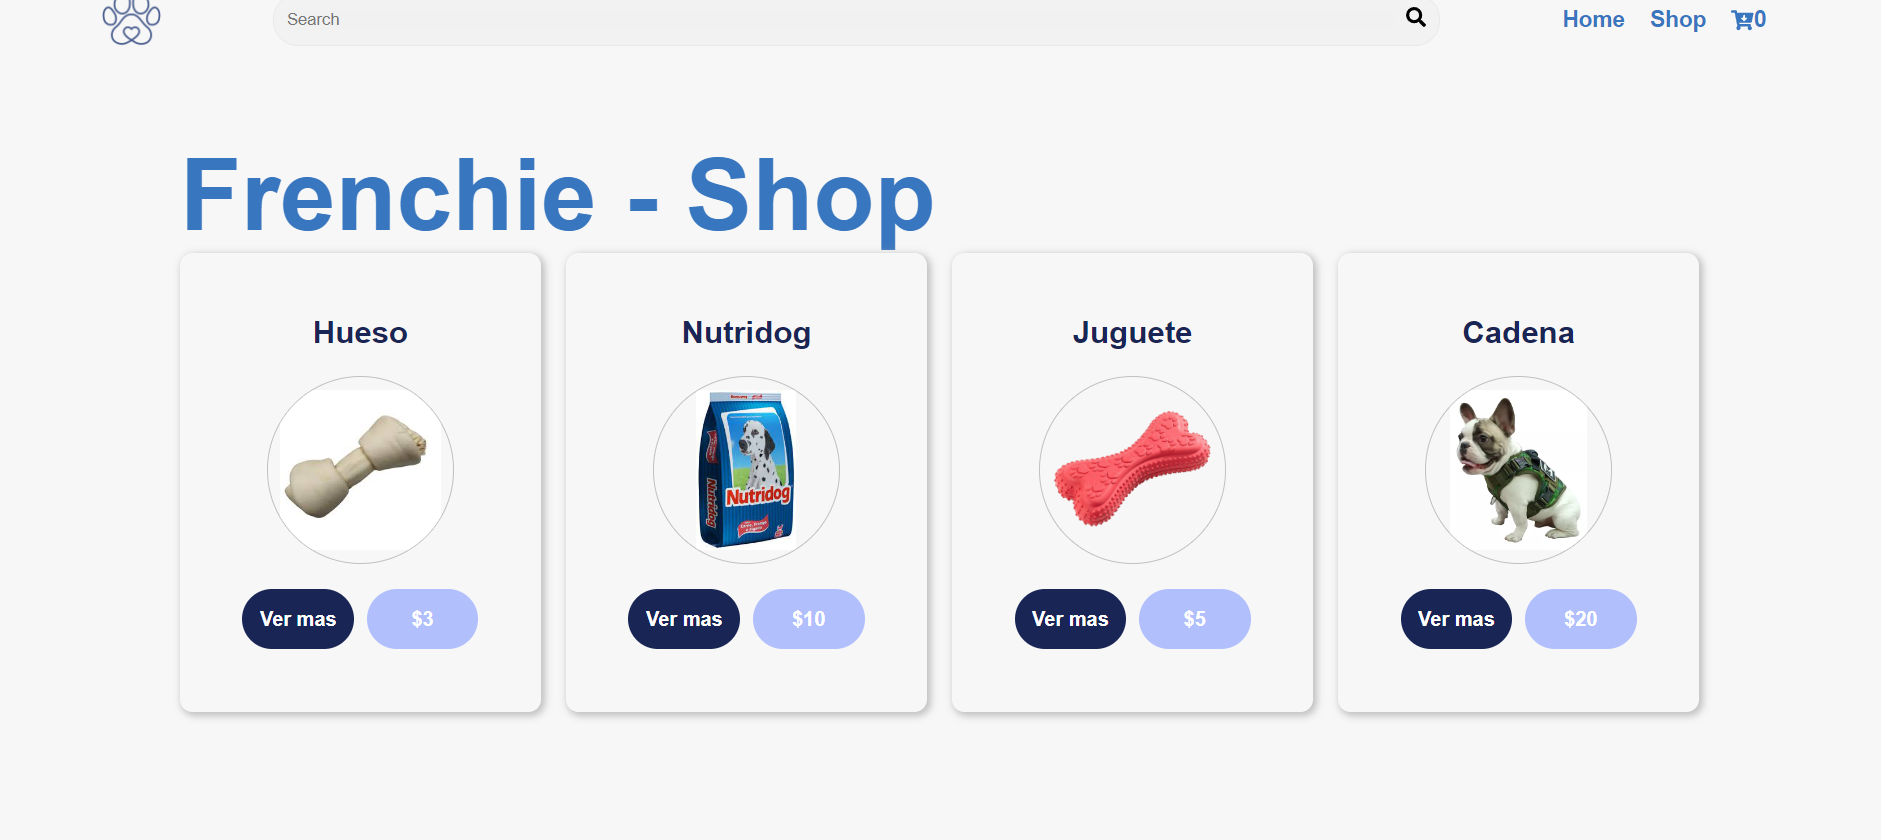 Search
Home Shop 0
Frenchie - Shop
Hueso
Nutridog
Juguete
Cadena
Nutridog
Nutridog
Ver mas $3
Ver mas $10
Ver mas $5
Ver mas $20